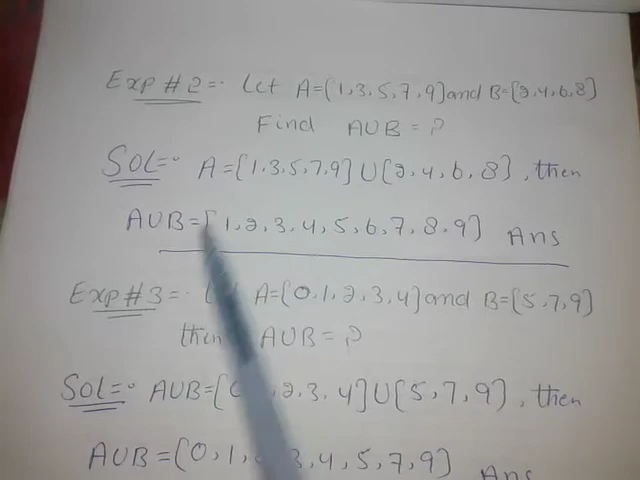 Exp # 2 =. Let A={1,3,5,7,9} and B={2,4,6,8}
Find AUB = ?
SOL=. A={1,3,5,7,9} U {2,4,6,8}, then
AUB={1,2,3,4,5,6,7,8,9} Ans
Exp # 3 =. A={0,1,2,3,4} and B={5,7,9}
then AUB = ?
SOL=. AUB={0, 2,3,4} U {5,7,9}, then
AUB={0,1, 3,4,5,7,9} Ans